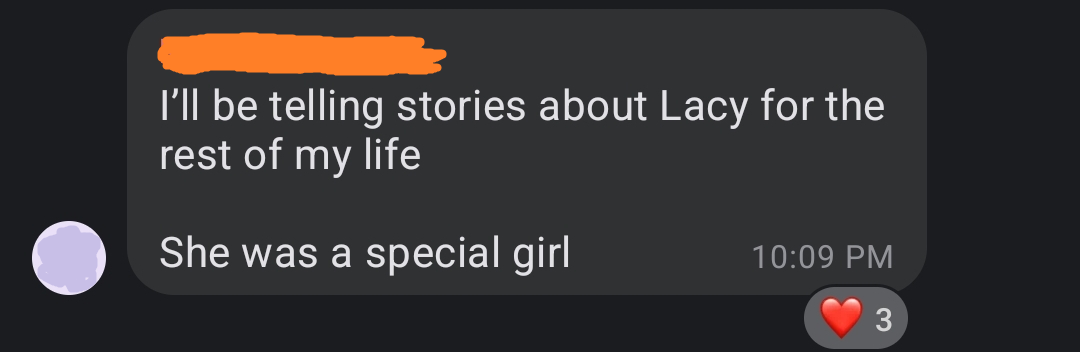 I’ll be telling stories about Lacy for the
rest of my life
She was a special girl
10:09 PM
3